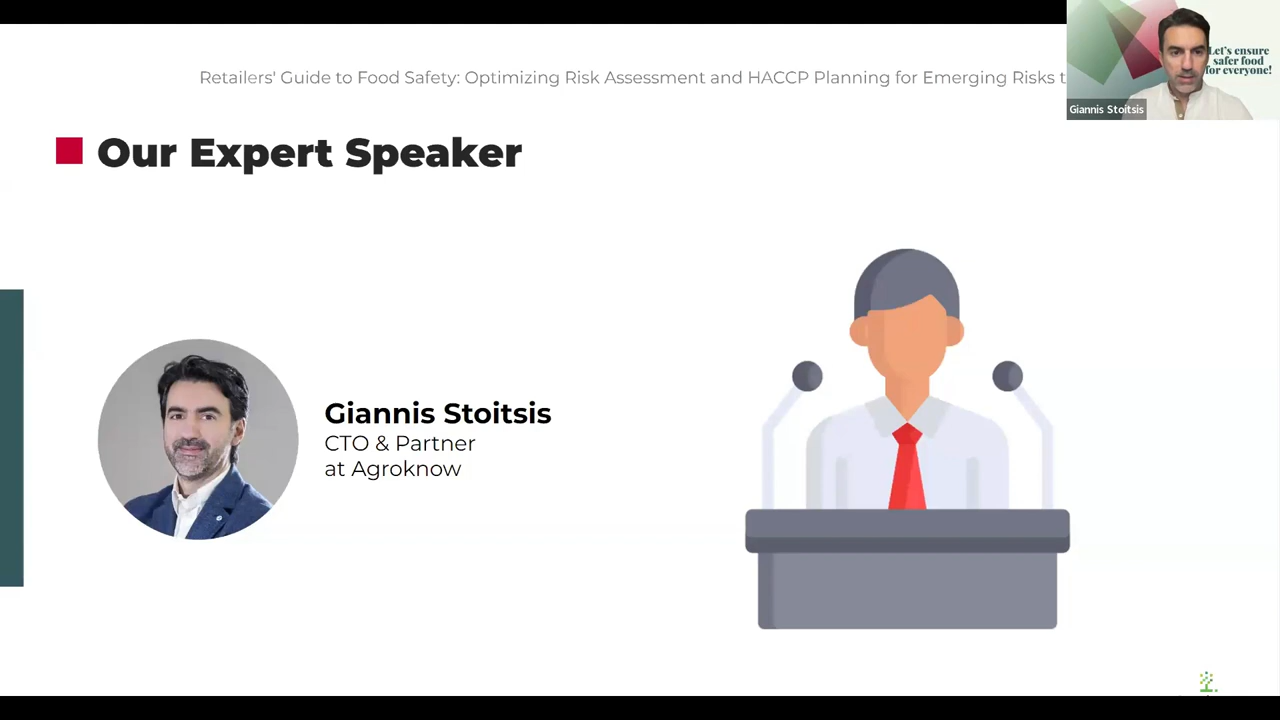 Retailers' Guide to Food Safety: Optimizing Risk Assessment and HACCP Planning for Emerging Risks t
Let's ensure
safer food
for everyone!
Giannis Stoitsis
Our Expert Speaker
Giannis Stoitsis
CTO & Partner
at Agroknow